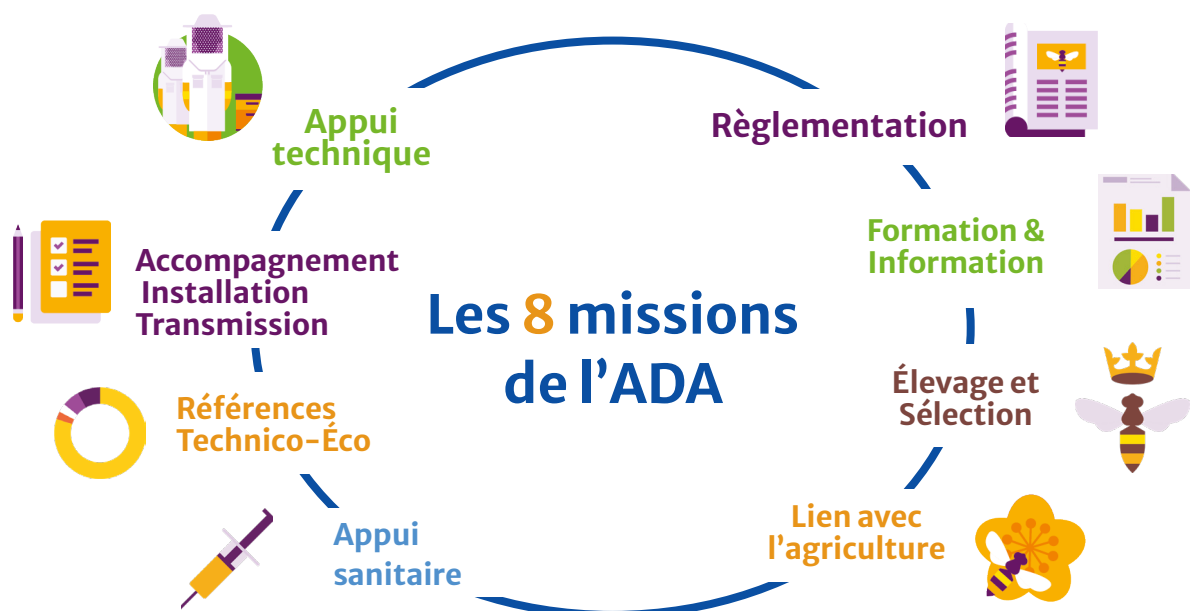 Appui
technique
Règlementation
Accompagnement
Installation
Transmission
Formation &
Information
Les 8 missions
de l’ADA
Références
Technico-Éco
Élevage et
Sélection
Appui
sanitaire
Lien avec
l’agriculture